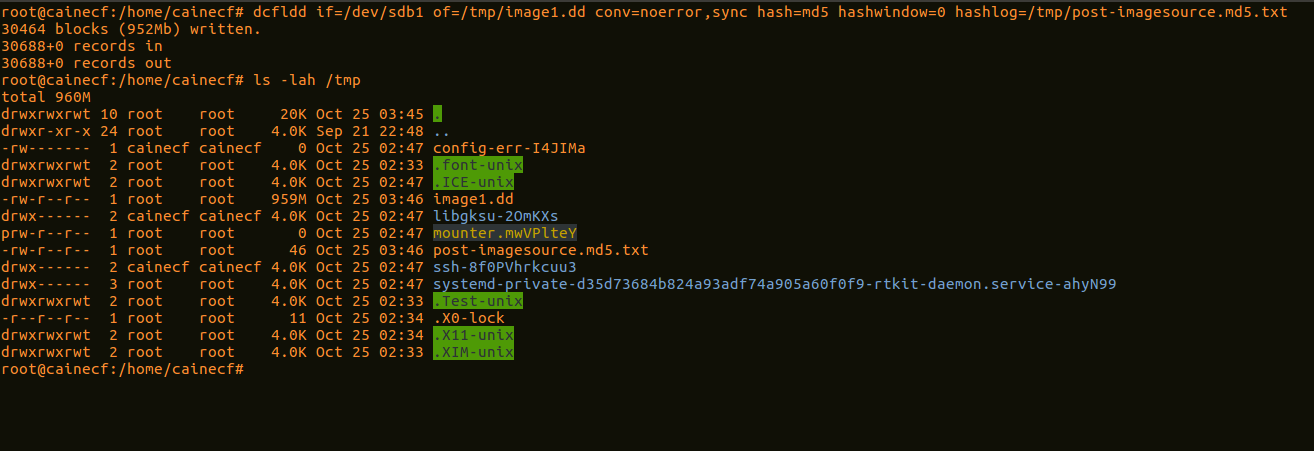 root@cainecf:/home/cainecf# dcfldd if=/dev/sdb1 of=/tmp/image1.dd conv=noerror,sync hash=md5 hashwindow=0 hashlog=/tmp/post-imagesource.md5.txt
30464 blocks (952Mb) written.
30688+0 records in
30688+0 records out
root@cainecf:/home/cainecf# ls -lah /tmp
total 960M
drwxrwxrwt 10 root    root     20K Oct 25 03:45 .
drwxr-xr-x 24 root    root    4.0K Sep 21 22:48 ..
-rw-------  1 cainecf cainecf    0 Oct 25 02:47 config-err-I4JIMa
drwxrwxrwt  2 root    root    4.0K Oct 25 02:33 .font-unix
drwxrwxrwt  2 root    root    4.0K Oct 25 02:47 .ICE-unix
-rw-r--r--  1 root    root    959M Oct 25 03:46 image1.dd
drwx------  2 cainecf cainecf 4.0K Oct 25 02:47 libgksu-2OmKXs
prw-r--r--  1 root    root       0 Oct 25 02:47 mounter.mwVPlteY
-rw-r--r--  1 root    root      46 Oct 25 03:46 post-imagesource.md5.txt
drwx------  2 cainecf cainecf 4.0K Oct 25 02:47 ssh-8f0PVhrkcuu3
drwx------  3 root    root    4.0K Oct 25 02:47 systemd-private-d35d73684b824a93adf74a905a60f0f9-rtkit-daemon.service-ahyN99
drwxrwxrwt  2 root    root    4.0K Oct 25 02:33 .Test-unix
-r--r--r--  1 root    root      11 Oct 25 02:34 .X0-lock
drwxrwxrwt  2 root    root    4.0K Oct 25 02:34 .X11-unix
drwxrwxrwt  2 root    root    4.0K Oct 25 02:33 .XIM-unix
root@cainecf:/home/cainecf#